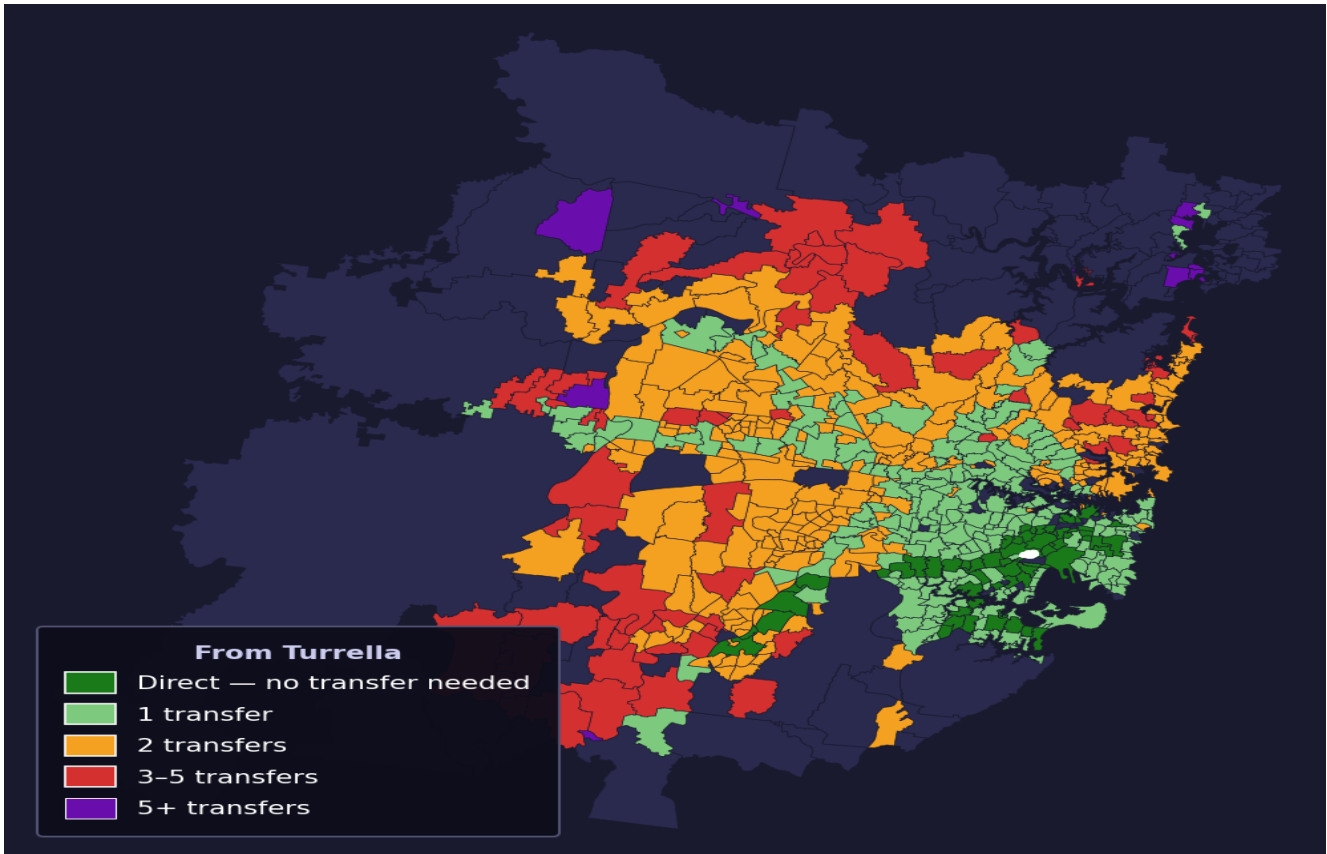 From Turrella
Direct — no transfer needed
1 transfer
2 transfers
3–5 transfers
5+ transfers